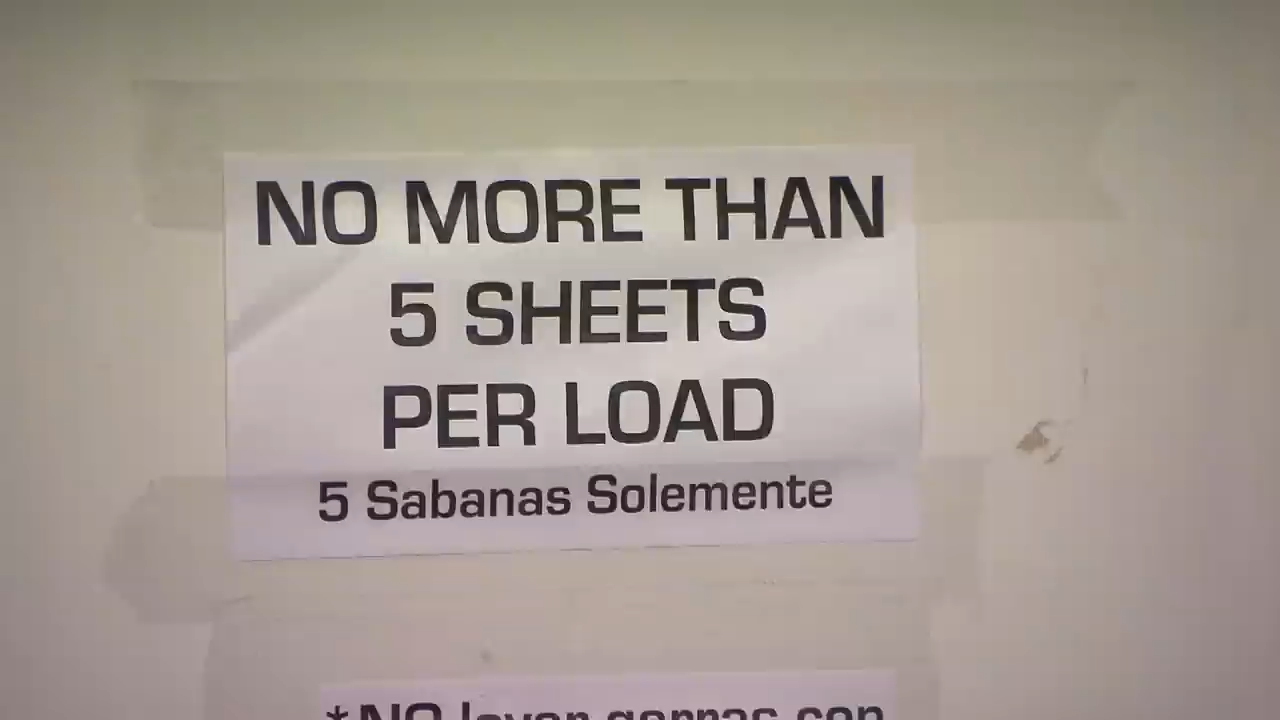 NO MORE THAN
5 SHEETS
PER LOAD
5 Sabanas Solemente
*NO lavar gorras con